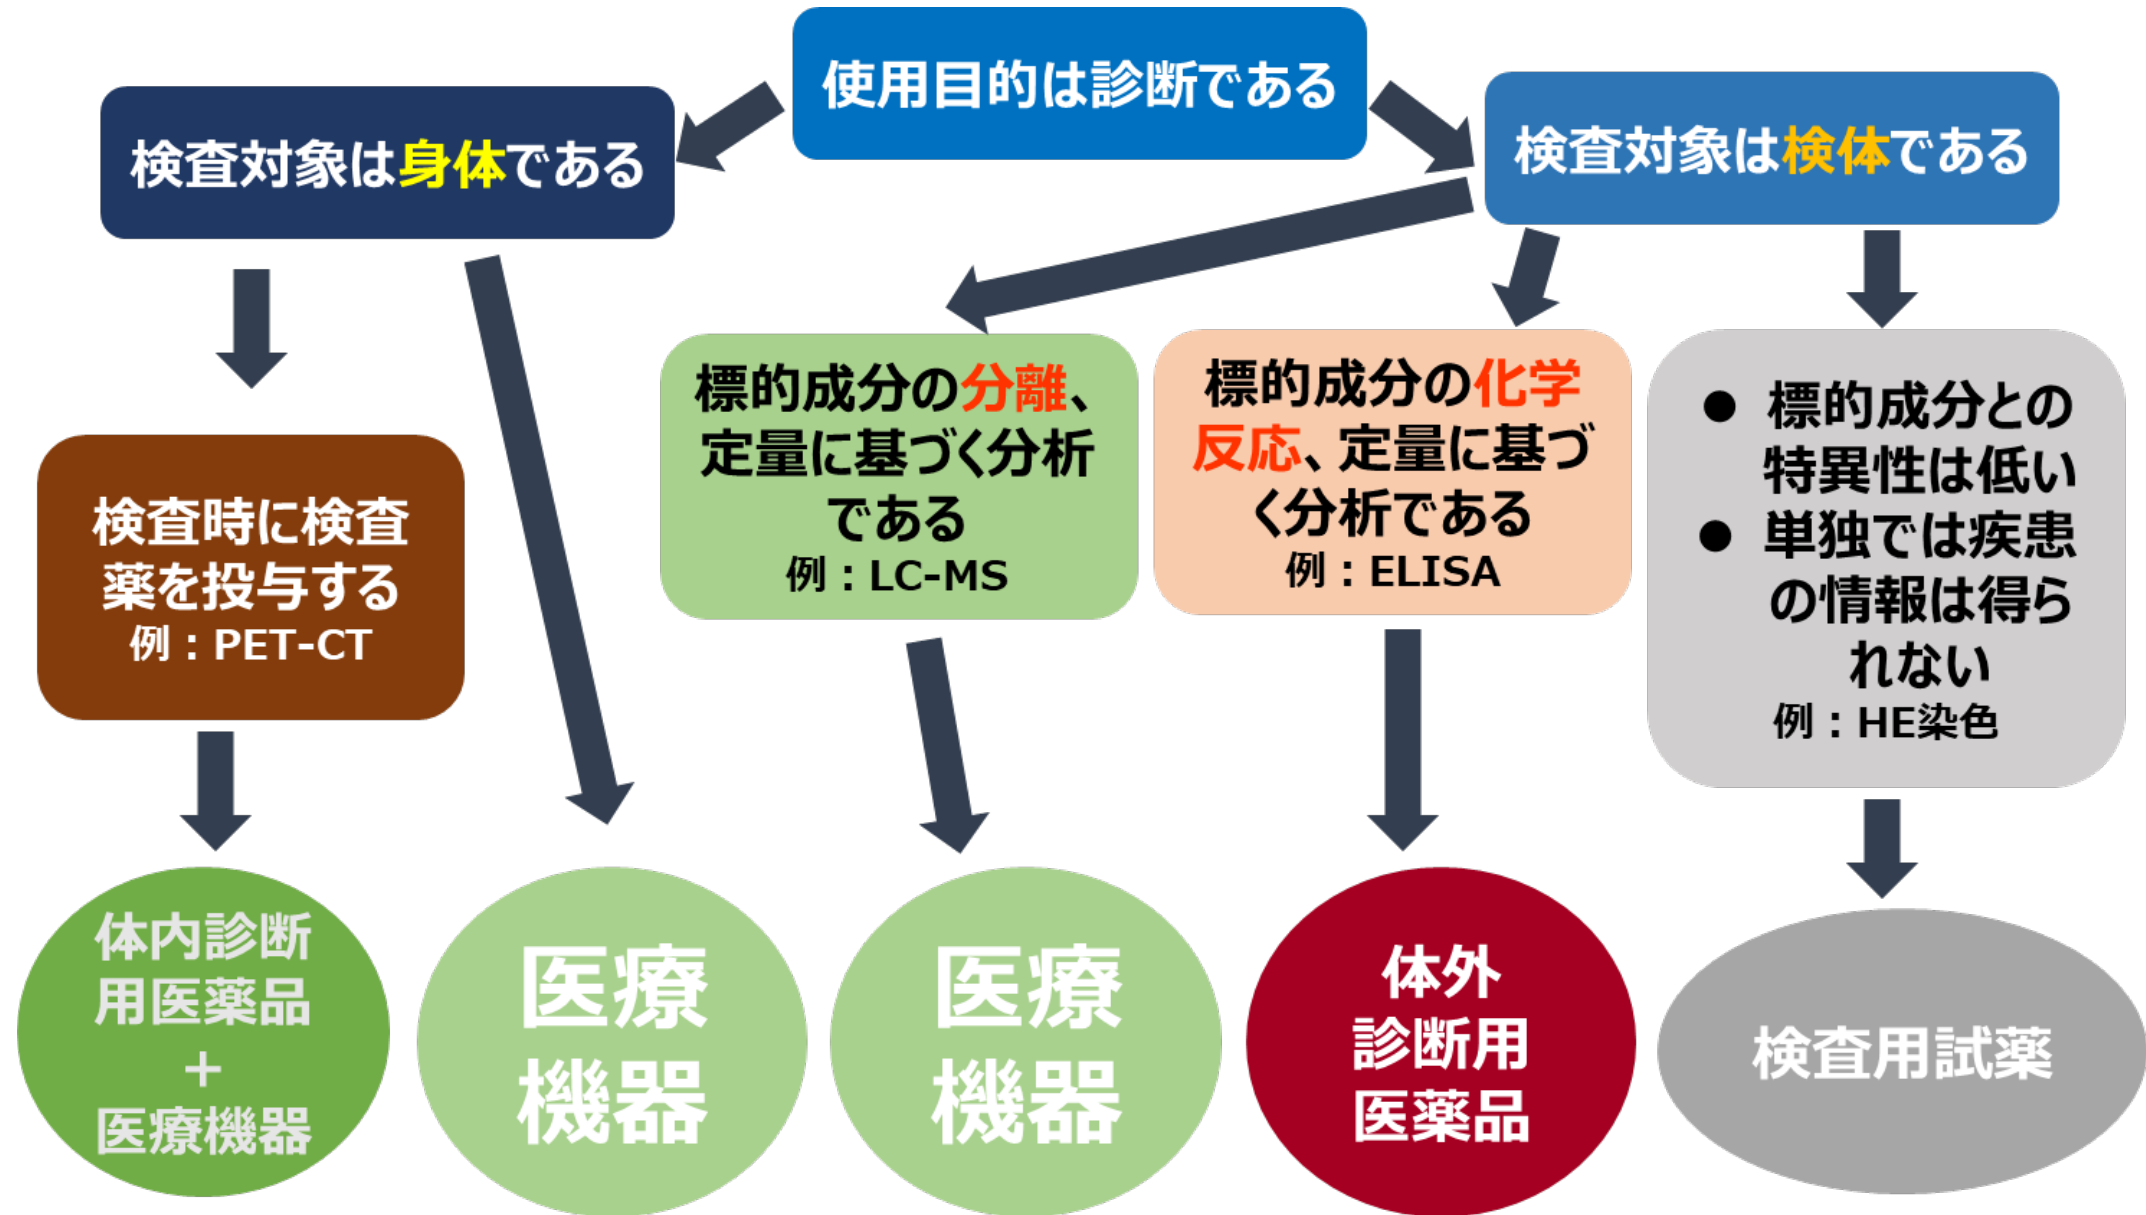 使用目的は診断である
検査対象は身体である
検査対象は検体である
検査時に検査
薬を投与する
例：PET-CT
標的成分の分離、
定量に基づく分析
である
例：LC-MS
標的成分の化学
反応、定量に基づ
く分析である
例：ELISA
● 標的成分との
特異性は低い
● 単独では疾患
の情報は得ら
れない
例：HE染色
体内診断
用医薬品
＋
医療機器
医療
機器
医療
機器
体外
診断用
医薬品
検査用試薬